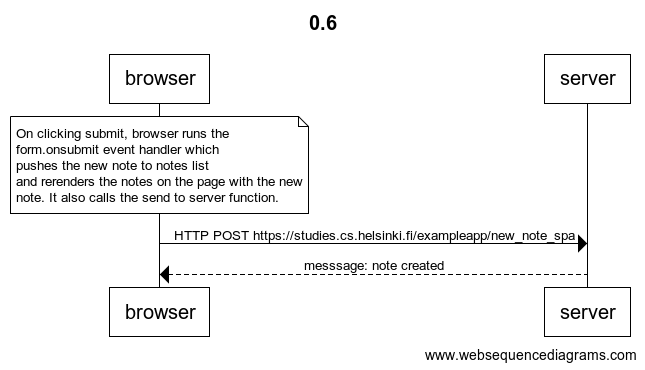 0.6
browser
server
On clicking submit, browser runs the
form.onsubmit event handler which
pushes the new note to notes list
and rerenders the notes on the page with the new
note. It also calls the send to server function.
HTTP POST https://studies.cs.helsinki.fi/exampleapp/new_note_spa
messsage: note created
browser
server
www.websequencediagrams.com